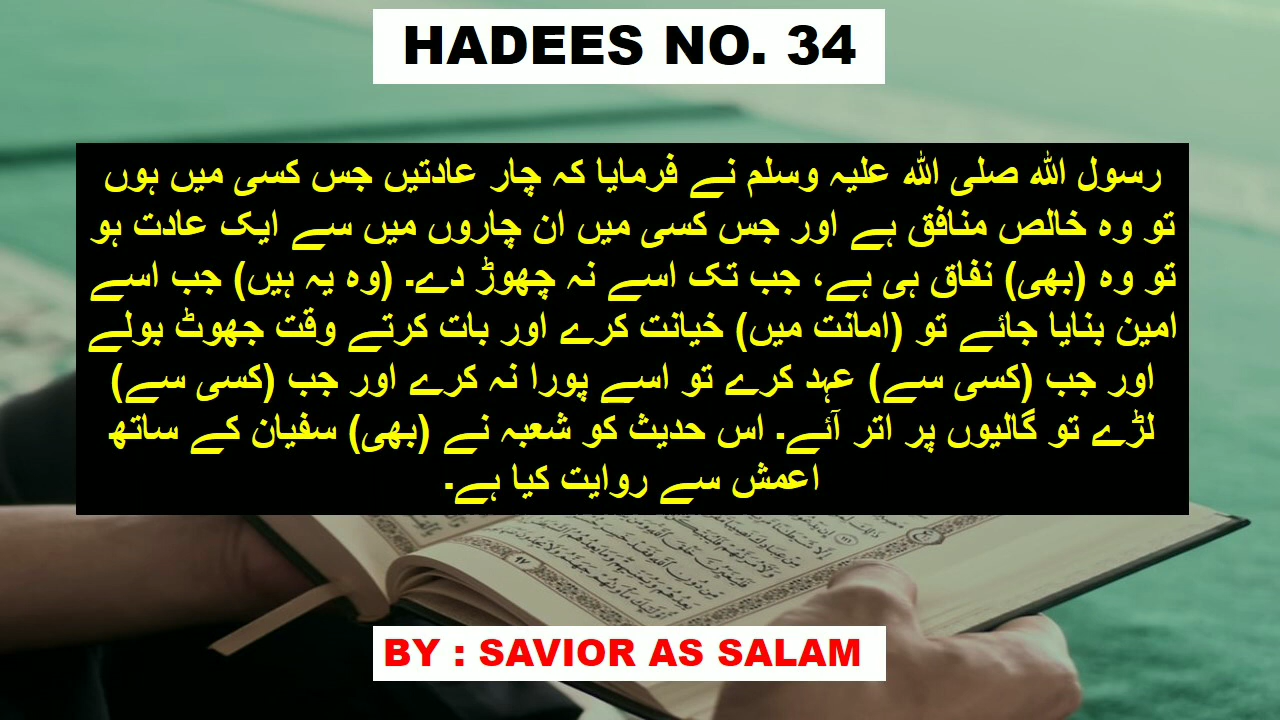 HADEES NO. 34
رسول الله صلی الله علیہ وسلم نے فرمایا کہ چار عادتیں جس کسی میں ہوں
تو وہ خالص منافق ہے اور جس کسی میں ان چاروں میں سے ایک عادت ہو
تو وہ (بھی) نفاق ہی ہے، جب تک اسے نہ چھوڑ دے۔ (وہ یہ ہیں) جب اسے
امین بنایا جائے تو (امانت میں) خیانت کرے اور بات کرتے وقت جھوٹ بولے
اور جب (کسی سے) عہد کرے تو اسے پورا نہ کرے اور جب (کسی سے)
لڑے تو گالیوں پر اتر آئے۔ اس حدیث کو شعبہ نے (بھی) سفیان کے ساتھ
اعمش سے روایت کیا ہے۔
BY : SAVIOR AS SALAM